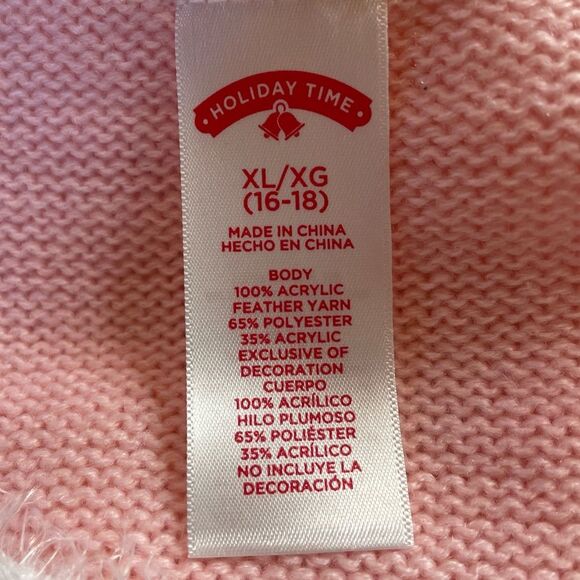 • HOLIDAY TIME •
XL/XG
(16-18)
MADE IN CHINA
HECHO EN CHINA
BODY
100% ACRYLIC
FEATHER YARN
65% POLYESTER
35% ACRYLIC
EXCLUSIVE OF
DECORATION
CUERPO
100% ACRÍLICO
HILO PLUMOSO
65% POLIÉSTER
35% ACRÍLICO
NO INCLUYE LA
DECORACIÓN